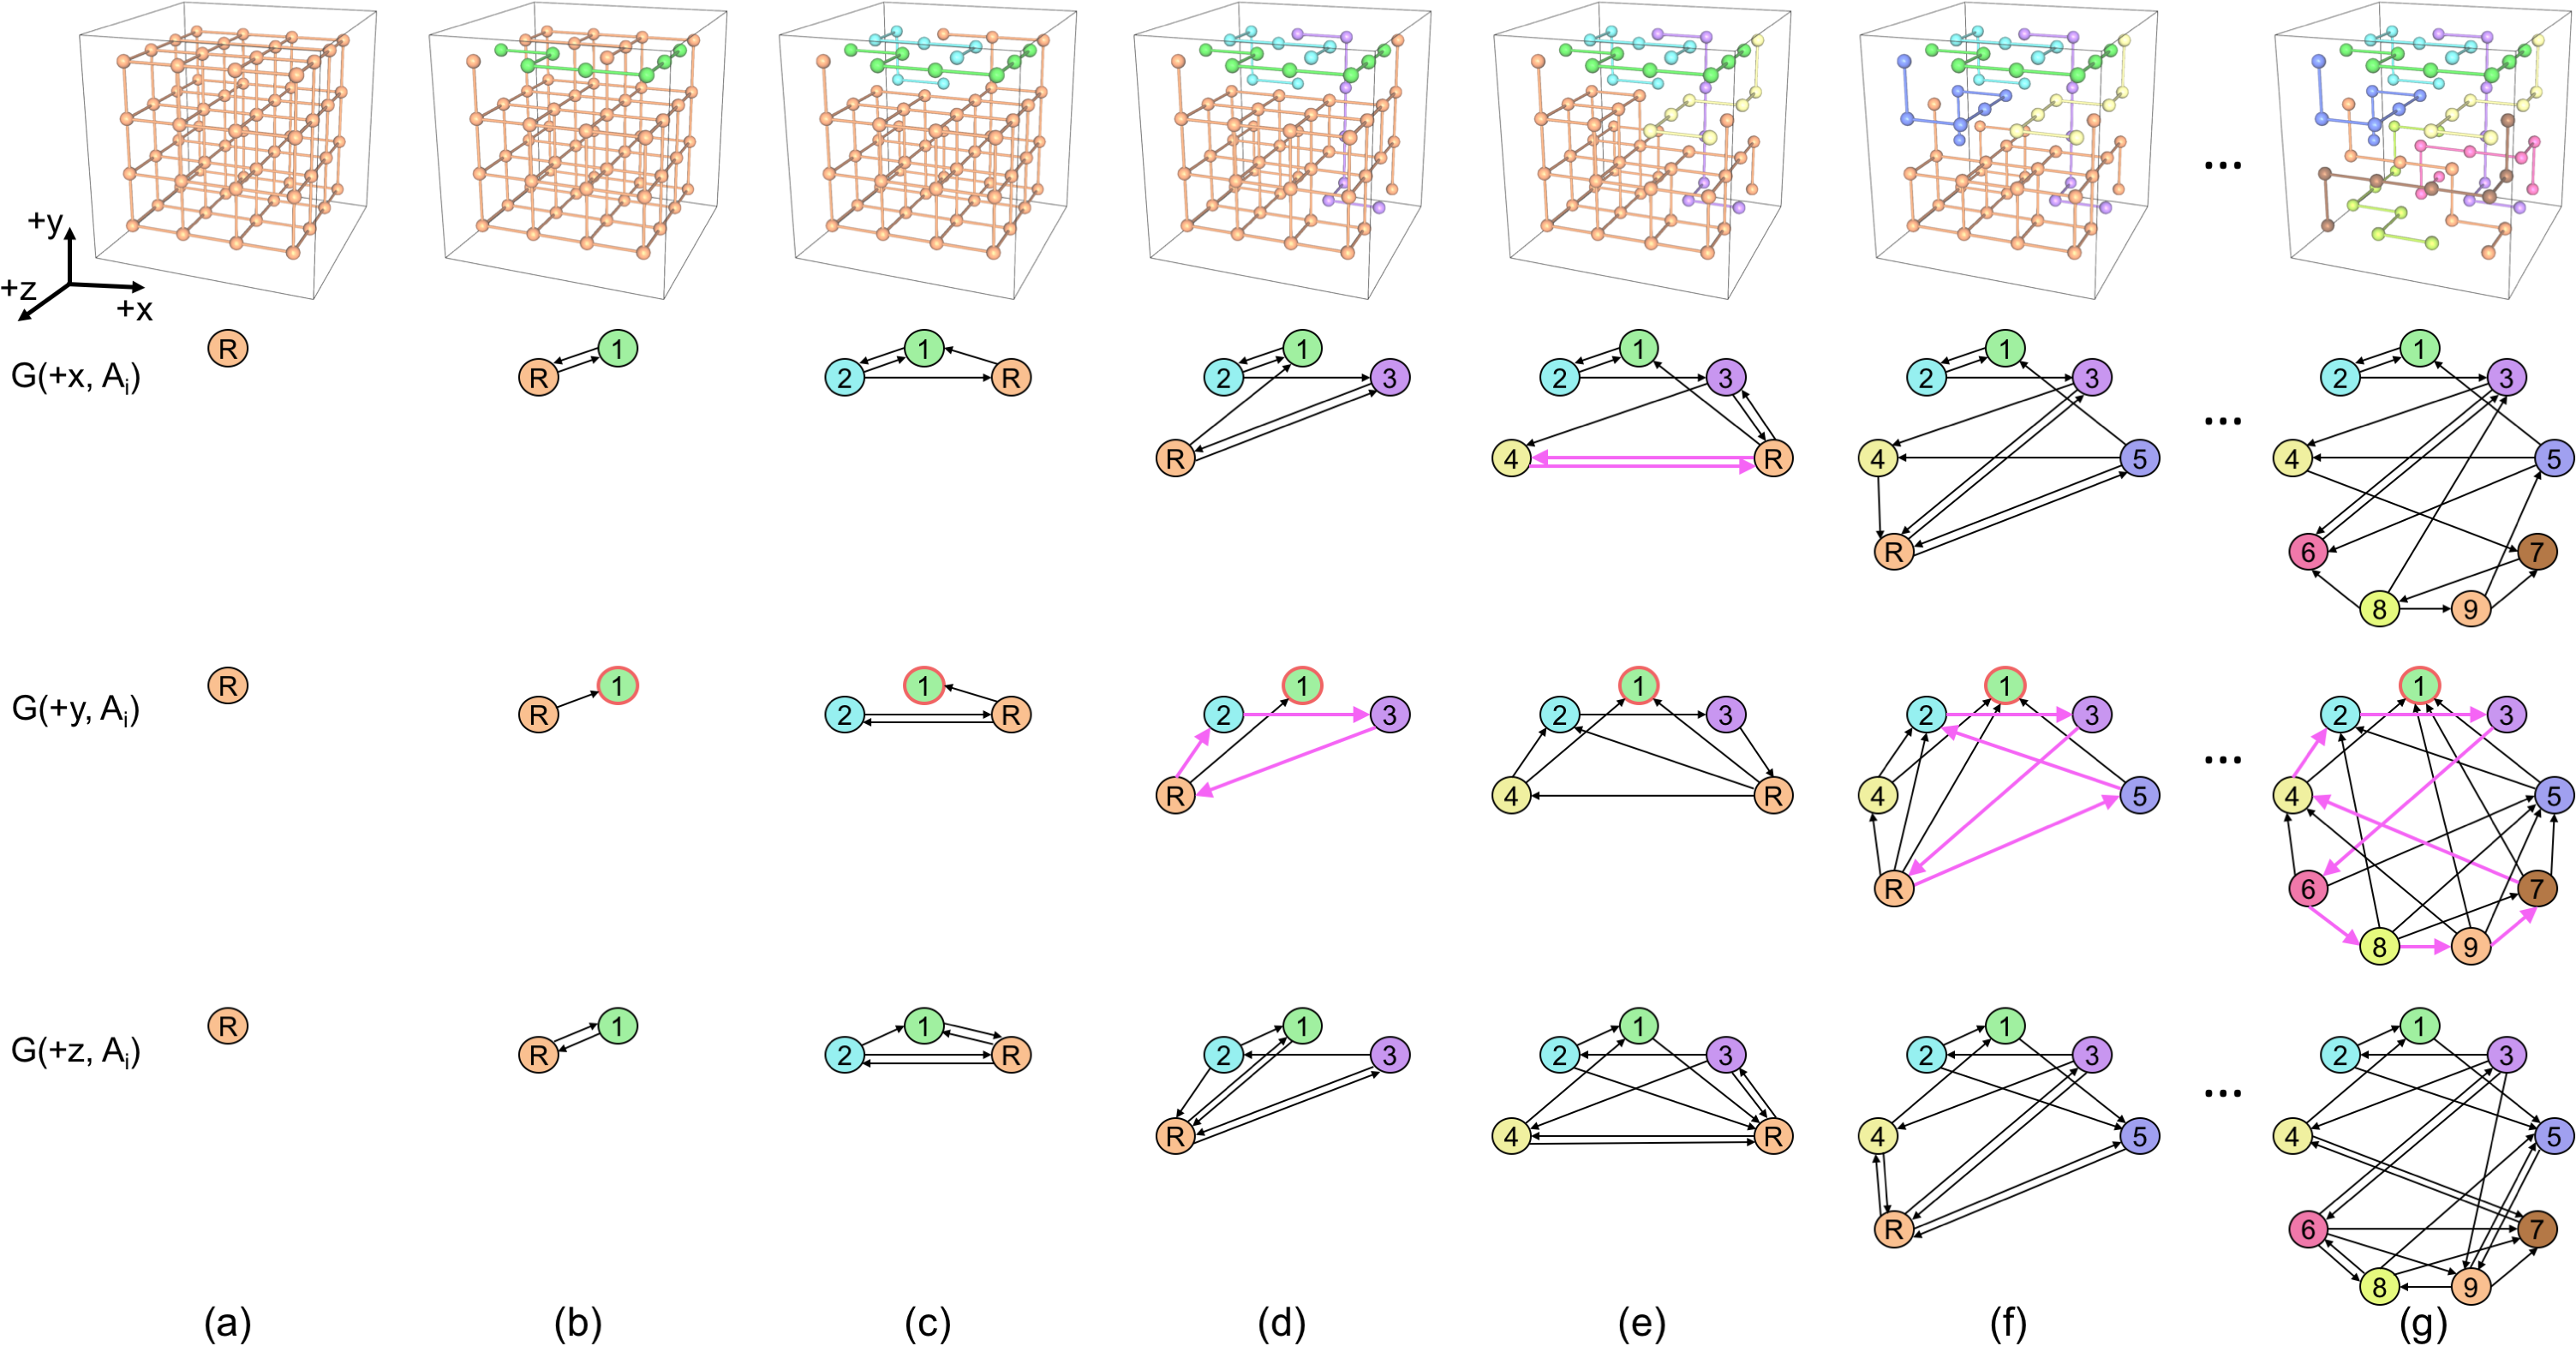 +y
+z
+x
...
G(+x, Aᵢ)
R
R 1
2 1 R
2 1 3 R
2 1 3 4 R
2 1 3 4 5 R
...
2 1 3 4 5 6 7 8 9
G(+y, Aᵢ)
R
R 1
2 1 R
2 1 3 R
2 1 3 4 R
2 1 3 4 5 R
...
2 1 3 4 5 6 7 8 9
G(+z, Aᵢ)
R
R 1
2 1 R
2 1 3 R
2 1 3 4 R
2 1 3 4 5 R
...
2 1 3 4 5 6 7 8 9
(a) (b) (c) (d) (e) (f) (g)